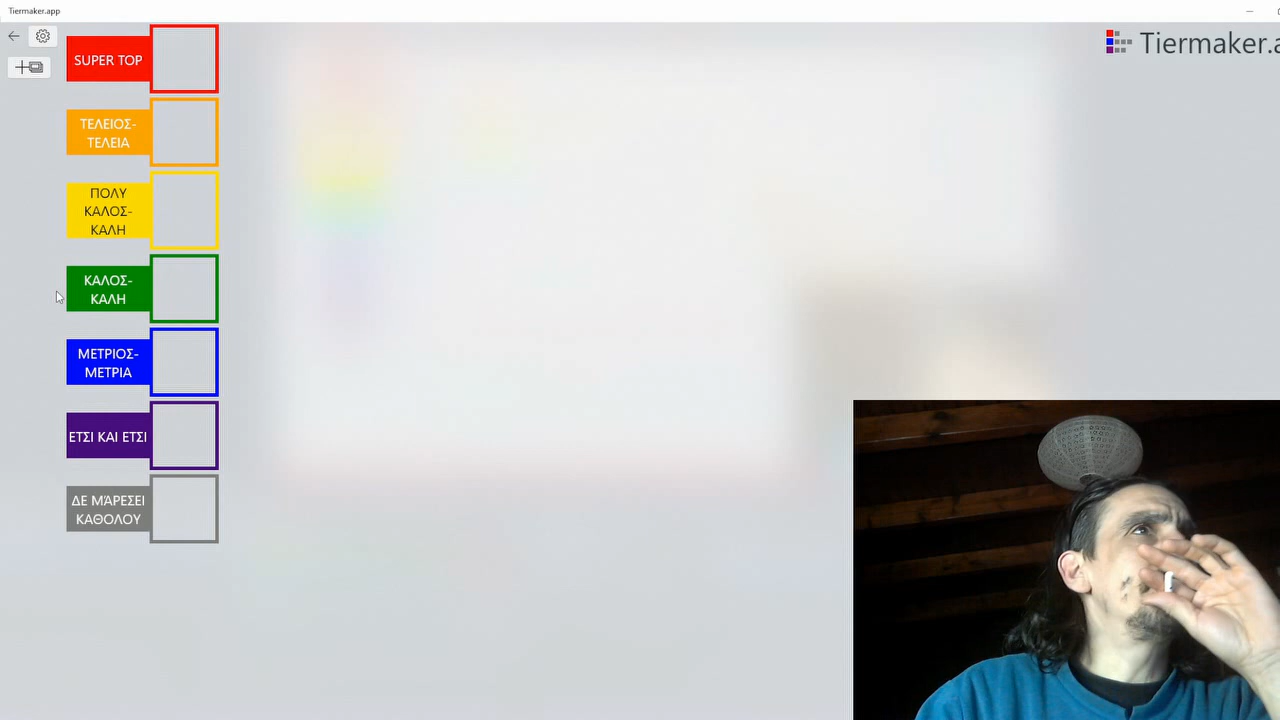 Tiermaker.app
Tiermaker.a
SUPER TOP
ΤΕΛΕΙΟΣ-
ΤΕΛΕΙΑ
ΠΟΛΥ
ΚΑΛΟΣ-
ΚΑΛΗ
ΚΑΛΟΣ-
ΚΑΛΗ
ΜΕΤΡΙΟΣ-
ΜΕΤΡΙΑ
ΕΤΣΙ ΚΑΙ ΕΤΣΙ
ΔΕ ΜΆΡΕΣΕΙ
ΚΑΘΟΛΟΥ